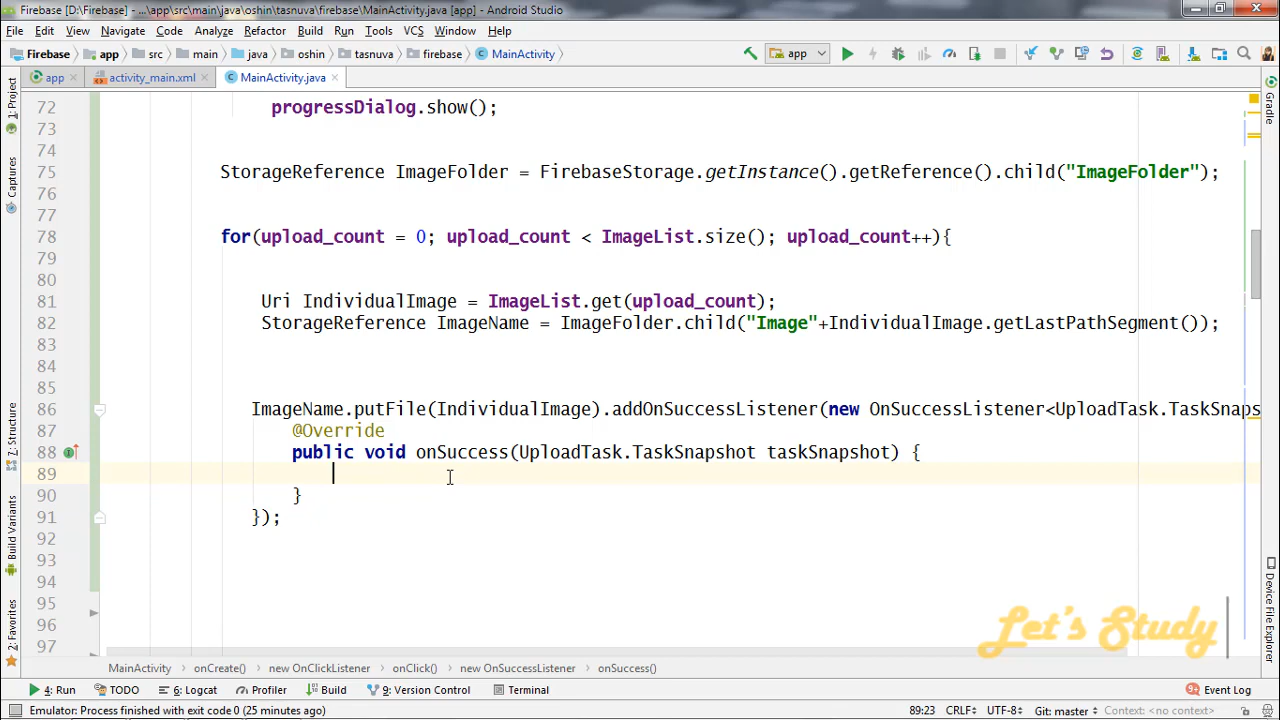 Firebase [D:\Firebase] - ...\app\src\main\java\oshin\tasnuva\firebase\MainActivity.java [app] - Android Studio
File Edit View Navigate Code Analyze Refactor Build Run Tools VCS Window Help
Firebase app src main java oshin tasnuva firebase MainActivity app
app activity_main.xml MainActivity.java
1: Project
Captures
7: Structure
Build Variants
2: Favorites
72 progressDialog.show();
73
74
75 StorageReference ImageFolder = FirebaseStorage.getInstance().getReference().child("ImageFolder");
76
77
78 for(upload_count = 0; upload_count < ImageList.size(); upload_count++){
79
80
81 Uri IndividualImage = ImageList.get(upload_count);
82 StorageReference ImageName = ImageFolder.child("Image"+IndividualImage.getLastPathSegment());
83
84
85
86 ImageName.putFile(IndividualImage).addOnSuccessListener(new OnSuccessListener<UploadTask.TaskSnaps
87 @Override
88 public void onSuccess(UploadTask.TaskSnapshot taskSnapshot) {
89
90 }
91 });
92
93
94
95
96
97
Gradle
Device File Explorer
Let's Study
MainActivity onCreate() new OnClickListener onClick() new OnSuccessListener onSuccess()
4: Run TODO 6: Logcat Profiler Build 9: Version Control Terminal 9+ Event Log
Emulator: Process finished with exit code 0 (25 minutes ago) 89:23 CRLF UTF-8 Git: master Context: <no context>